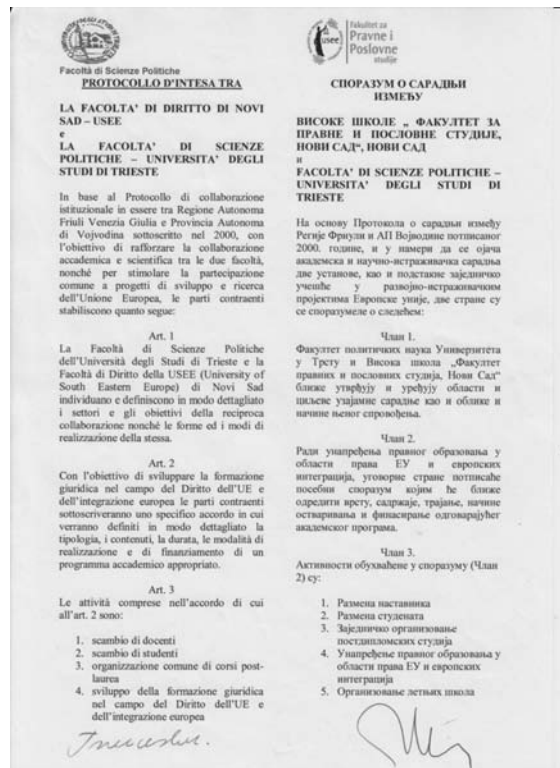 Facoltà di Scienze Politiche
PROTOCOLLO D'INTESA TRA
LA FACOLTA' DI DIRITTO DI NOVI
SAD – USEE
e
LA FACOLTA' DI SCIENZE
POLITICHE – UNIVERSITA' DEGLI
STUDI DI TRIESTE
In base al Protocollo di collaborazione
istituzionale in essere tra Regione Autonoma
Friuli Venezia Giulia e Provincia Autonoma
di Vojvodina sottoscritto nel 2000, con
l'obiettivo di rafforzare la collaborazione
accademica e scientifica tra le due facoltà,
nonché per stimolare la partecipazione
comune a progetti di sviluppo e ricerca
dell'Unione Europea, le parti contraenti
stabiliscono quanto segue:
Art. 1
La Facoltà di Scienze Politiche
dell'Università degli Studi di Trieste e la
Facoltà di Diritto della USEE (University of
South Eastern Europe) di Novi Sad
individuano e definiscono in modo dettagliato
i settori e gli obiettivi della reciproca
collaborazione nonché le forme ed i modi di
realizzazione della stessa.
Art. 2
Con l'obiettivo di sviluppare la formazione
giuridica nel campo del Diritto dell'UE e
dell'integrazione europea le parti contraenti
sottoscriveranno uno specifico accordo in cui
verranno definiti in modo dettagliato la
tipologia, i contenuti, la durata, le modalità di
realizzazione e di finanziamento di un
programma accademico appropriato.
Art. 3
Le attività comprese nell'accordo di cui
all'art. 2 sono:
1. scambio di docenti
2. scambio di studenti
3. organizzazione comune di corsi post-
laurea
4. sviluppo della formazione giuridica
nel campo del Diritto dell'UE e
dell'integrazione europea
usee
Fakultet za
Pravne i
Poslovne
studije
СПОРАЗУМ О САРАДЊИ
ИЗМЕЂУ
ВИСОКЕ ШКОЛЕ „ ФАКУЛТЕТ ЗА
ПРАВНЕ И ПОСЛОВНЕ СТУДИЈЕ,
НОВИ САД“, НОВИ САД
и
FACOLTA' DI SCIENZE POLITICHE –
UNIVERSITA' DEGLI STUDI DI
TRIESTE
На основу Протокола о сарадњи између
Регије Фриули и АП Војводине потписаног
2000. године, и у намери да се ојача
академска и научно-истраживачка сарадња
две установе, као и подстакне заједничко
учешће у развојно-истраживачким
пројектима Европске уније, две стране су
се споразумеле о следећем:
Члан 1.
Факултет политичких наука Универзитета
у Трсту и Висока школа „Факултет
правних и пословних студија, Нови Сад“
ближе утврђују и уређују области и
циљеве узајамне сарадње као и облике и
начине њеног спровођења.
Члан 2.
Ради унапређења правног образовања у
области права ЕУ и европских
интеграција, уговорне стране потписаће
посебни споразум којим ће ближе
одредити врсту, садржаје, трајање, начине
остваривања и финасирање одговарајућег
академског програма.
Члан 3.
Активности обухваћене у споразуму (Члан
2) су:
1. Размена наставника
2. Размена студената
3. Заједничко организовање
постдипломских студија
4. Унапређење правног образовања у
области права ЕУ и европских
интеграција
5. Организовање летњих школа